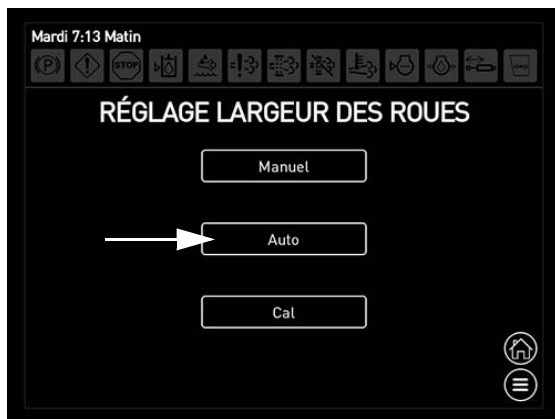 Mardi 7:13 Matin
(P) STOP
RÉGLAGE LARGEUR DES ROUES
Manuel
Auto
Cal